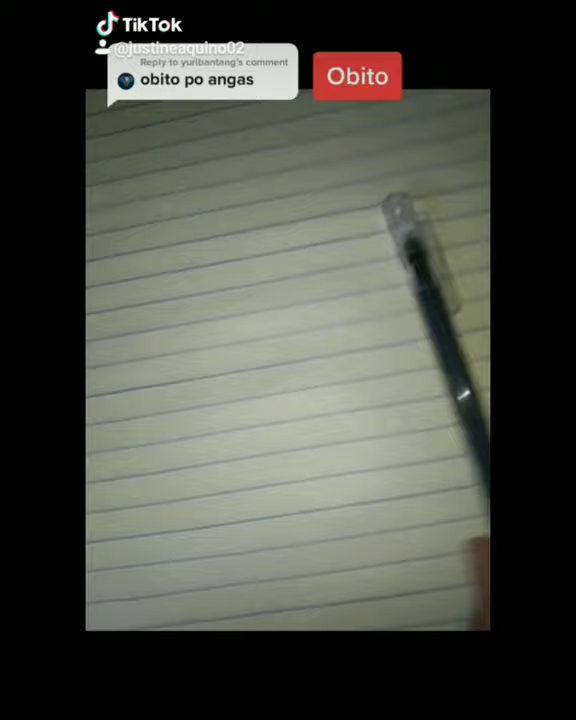 TikTok
@justineaquino02
Reply to yuribantang's comment
obito po angas
Obito